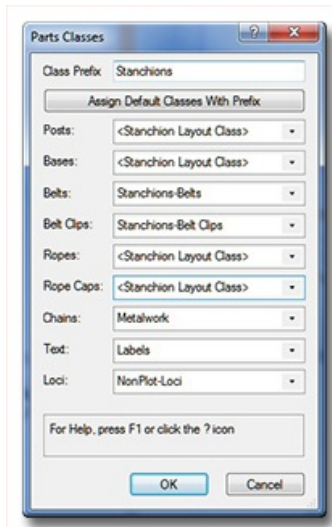 Parts Classes
Class Prefix Stanchions
Assign Default Classes With Prefix
Posts: <Stanchion Layout Class>
Bases: <Stanchion Layout Class>
Belts: Stanchions-Belts
Belt Clips: Stanchions-Belt Clips
Ropes: <Stanchion Layout Class>
Rope Caps: <Stanchion Layout Class>
Chains: Metalwork
Text: Labels
Loci: NonPlot-Loci
For Help, press F1 or click the ? icon
OK Cancel